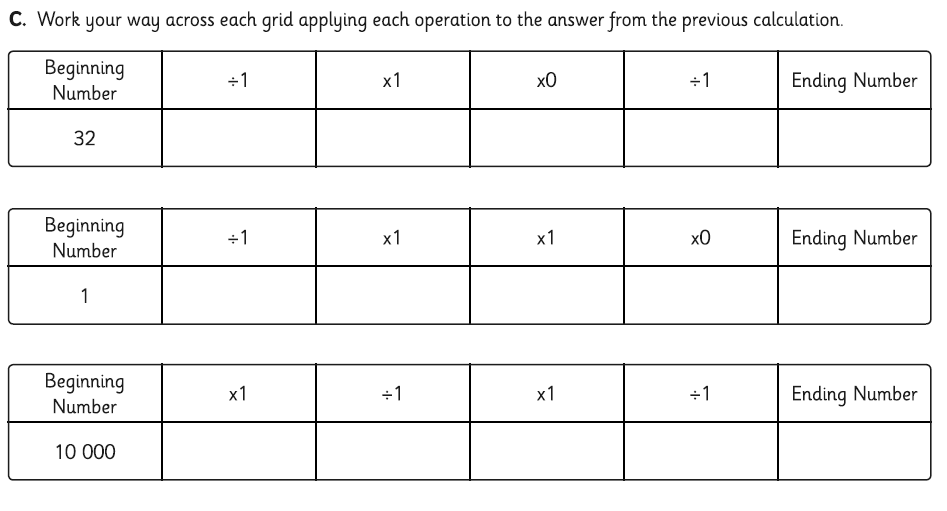 C. Work your way across each grid applying each operation to the answer from the previous calculation.
Beginning Number ÷1 x1 x0 ÷1 Ending Number
32
Beginning Number ÷1 x1 x1 x0 Ending Number
1
Beginning Number x1 ÷1 x1 ÷1 Ending Number
10 000